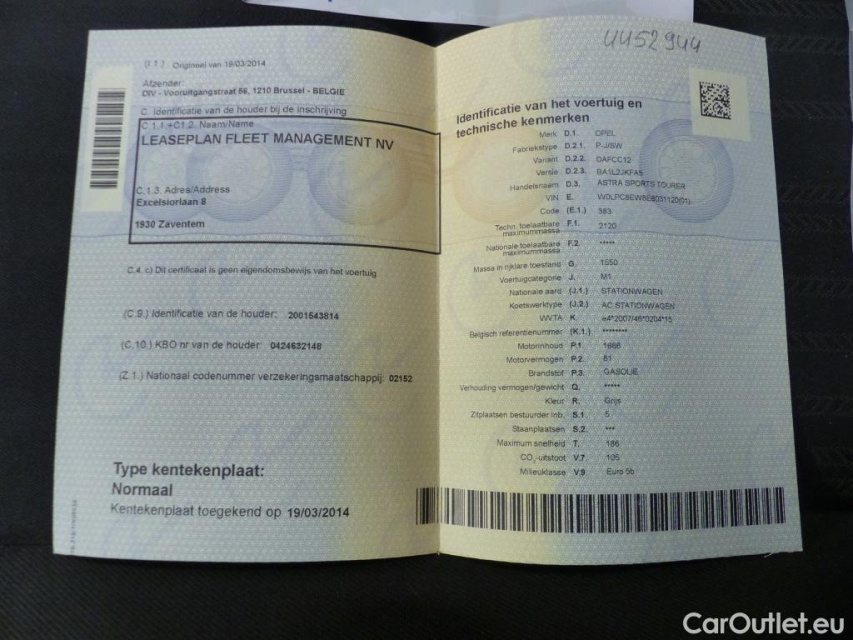 (I.1.) Origineel van 19/03/2014
Afzender:
DIV - Vooruitgangstraat 56, 1210 Brussel - BELGIE
C. Identificatie van de houder bij de inschrijving
C.1.1.+C1.2. Naam/Name
LEASEPLAN FLEET MANAGEMENT NV
C.1.3. Adres/Address
Excelsiorlaan 8
1930 Zaventem
C.4. c) Dit certificaat is geen eigendomsbewijs van het voertuig
(C.9.) Identificatie van de houder: 2001543814
(C.10.) KBO nr van de houder: 0424632148
(Z.1.) Nationaal codenummer verzekeringsmaatschappij: 02152
Type kentekenplaat:
Normaal
Kentekenplaat toegekend op 19/03/2014
4452944
Identificatie van het voertuig en
technische kenmerken
Merk D.1. OPEL
Fabriekstype D.2.1. P-J/SW
Variant D.2.2. DAFCC12
Versie D.2.3. BA1L2JKFA5
Handelsnaam D.3. ASTRA SPORTS TOURER
VIN E.
Code (E.1.) 383
Techn. toelaatbare maximummassa F.1. 2120
Nationale toelaatbare maximummassa F.2. *****
Massa in rijklare toestand G. 1550
Voertuigcategorie J. M1
Nationale aard (J.1.) STATIONWAGEN
Koetswerktype (J.2.) AC STATIONWAGEN
WVTA K. e4*2007/46*0204*15
Belgisch referentienummer (K.1.) ********
Motorinhoud P.1. 1686
Motorvermogen P.2. 81
Brandstof P.3. GASOLIE
Verhouding vermogen/gewicht Q. *****
Kleur R. Grijs
Zitplaatsen bestuurder inb. S.1. 5
Staanplaatsen S.2. ***
Maximum snelheid T. 186
CO2-uitstoot V.7. 105
Milieuklasse V.9. Euro 5b
CarOutlet.eu